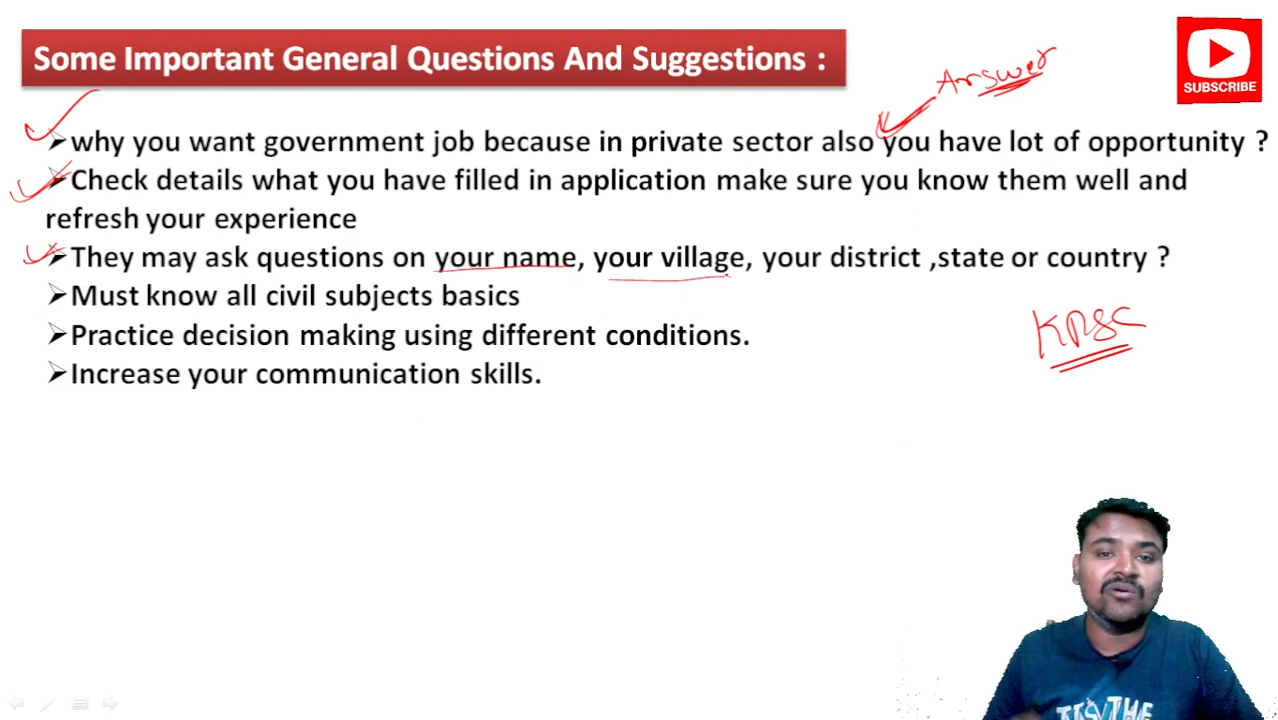 Some Important General Questions And Suggestions :
SUBSCRIBE
Answer
➢why you want government job because in private sector also you have lot of opportunity ?
➢Check details what you have filled in application make sure you know them well and
refresh your experience
➢They may ask questions on your name, your village, your district ,state or country ?
➢Must know all civil subjects basics
➢Practice decision making using different conditions.
➢Increase your communication skills.
KPSC